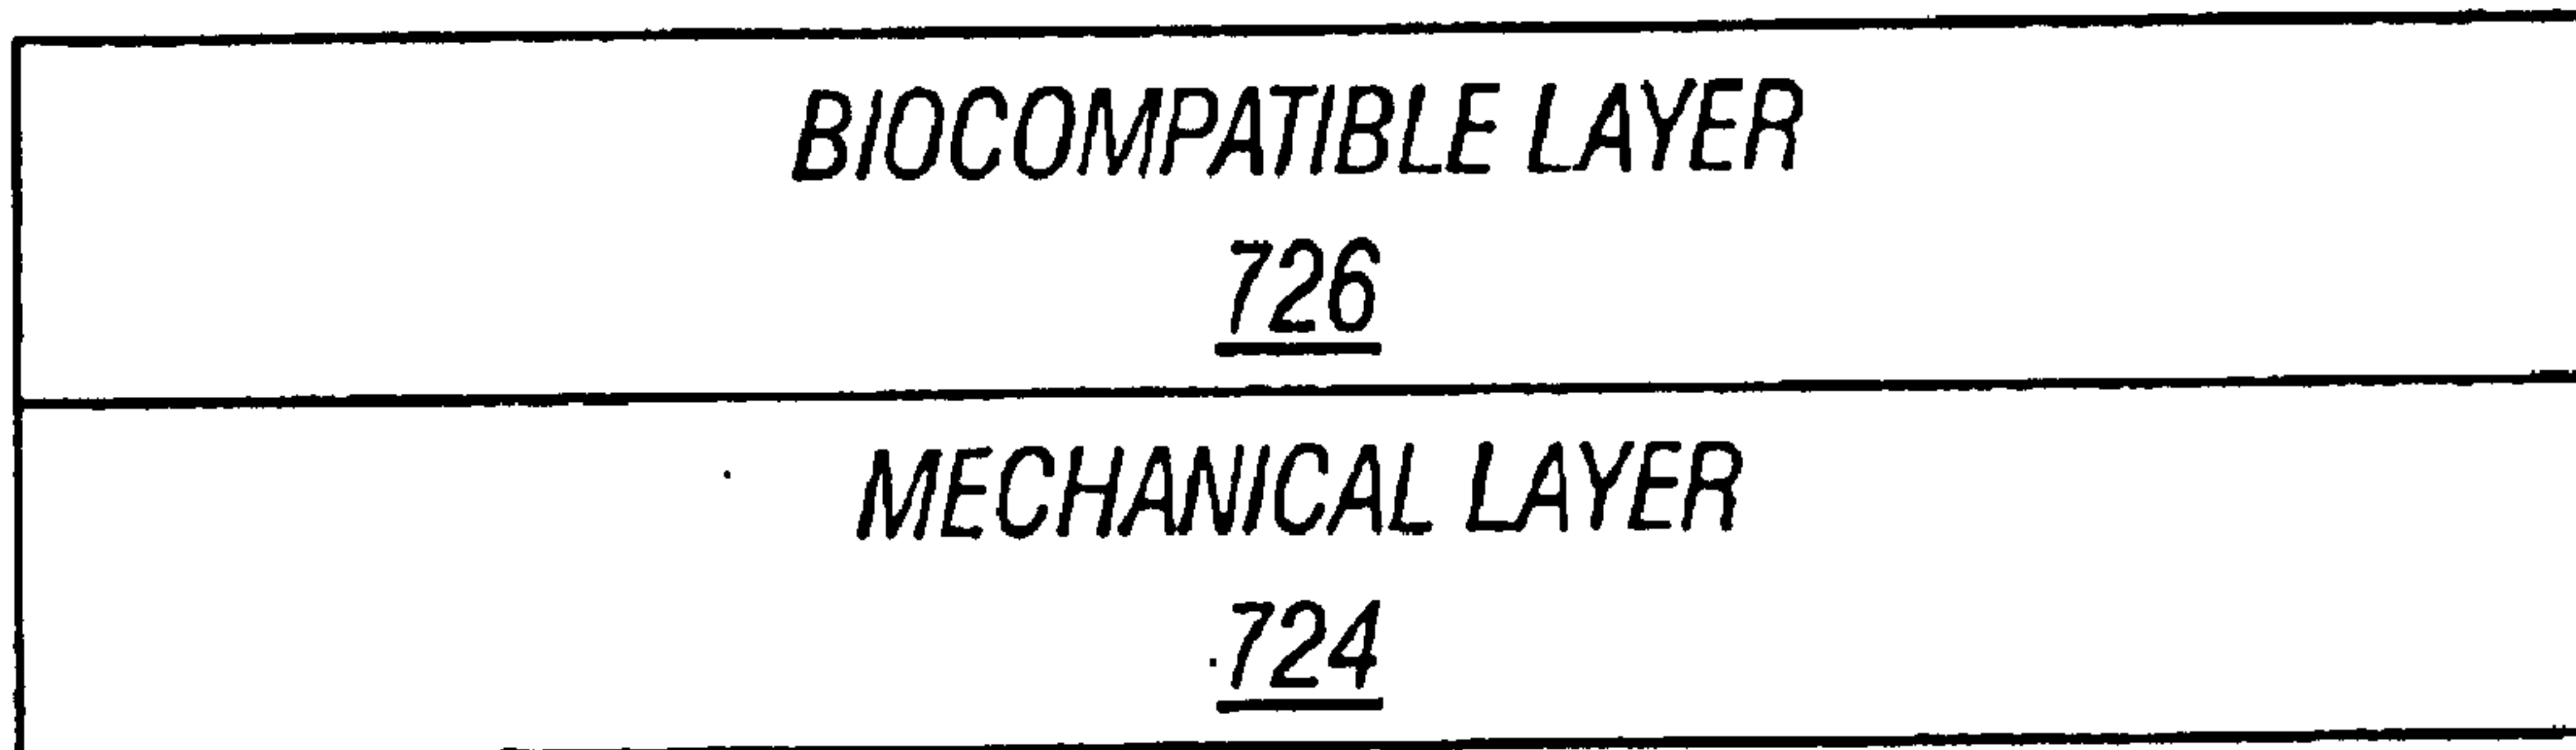 BIOCOMPATIBLE LAYER
726
MECHANICAL LAYER
724